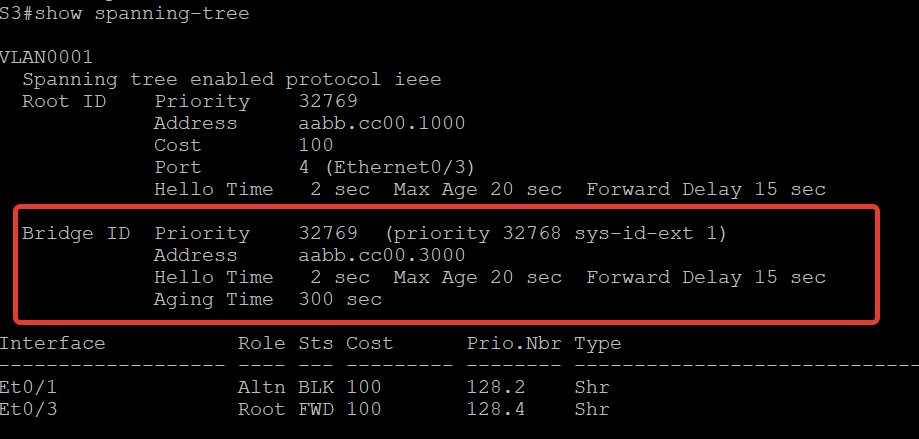 S3#show spanning-tree
VLAN0001
  Spanning tree enabled protocol ieee
  Root ID    Priority    32769
             Address     aabb.cc00.1000
             Cost        100
             Port        4 (Ethernet0/3)
             Hello Time   2 sec  Max Age 20 sec  Forward Delay 15 sec
  Bridge ID  Priority    32769  (priority 32768 sys-id-ext 1)
             Address     aabb.cc00.3000
             Hello Time   2 sec  Max Age 20 sec  Forward Delay 15 sec
             Aging Time  300 sec
Interface           Role Sts Cost      Prio.Nbr Type
------------------- ---- --- --------- -------- --------------------------------
Et0/1               Altn BLK 100       128.2    Shr
Et0/3               Root FWD 100       128.4    Shr